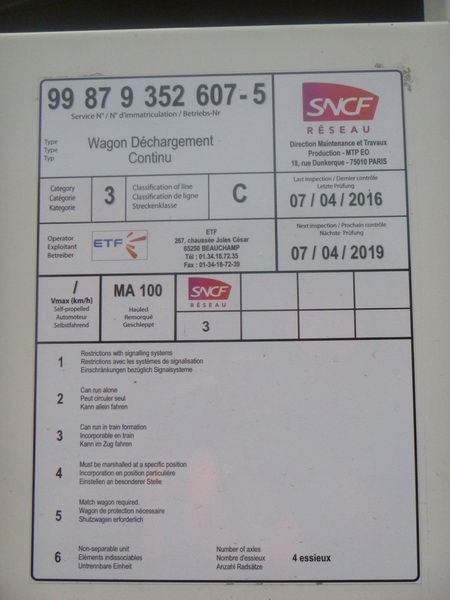 99 87 9 352 607-5
Service N° / N° d'immatriculation / Betriebs-Nr
Type
Type
Typ
Wagon Déchargement
Continu
SNCF
RÉSEAU
Direction Maintenance et Travaux
Production - MTP EO
18, rue Dunkerque - 75010 PARIS
Category
Catégorie
Kategorie
3
Classification of line
Classification de ligne
Streckenklasse
C
Last inspection / Dernier contrôle
Letzte Prüfung
07 / 04 / 2016
Operator
Exploitant
Betreiber
ETF
ETF
267, chaussée Jules César
65250 BEAUCHAMP
Tél : 01.34.18.72.35
Fax : 01-34-18-72-39
Next inspection / Prochain contrôle
Nächste Prüfung
07 / 04 / 2019
/
Vmax (km/h)
Self-propelled
Automoteur
Selbstfahrend
MA 100
Hauled
Remorqué
Geschleppt
SNCF
RÉSEAU
3
1
Restrictions with signalling systems
Restrictions avec les systèmes de signalisation
Einschränkungen bezüglich Signalsysteme
2
Can run alone
Peut circuler seul
Kann allein fahren
3
Can run in train formation
Incorporable en train
Kann im Zug fahren
4
Must be marshalled at a specific position
Incorporation en position particulière
Einstellen an besonderer Stelle
5
Match wagon required.
Wagon de protection nécessaire
Shutzwagen erforderlich
6
Non-separable unit
Eléments indissociables
Untrennbare Einheit
Number of axles
Nombre d'essieux
Anzahl Radsätze
4 essieux